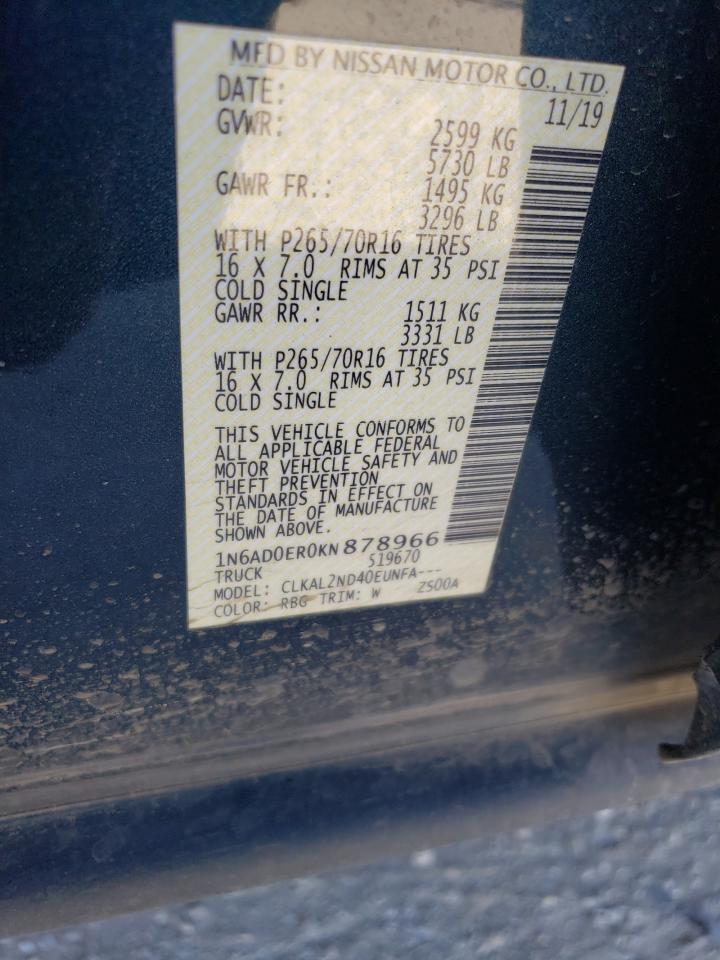 MFD BY NISSAN MOTOR CO., LTD.
DATE: 11/19
GVWR: 2599 KG
5730 LB
GAWR FR.: 1495 KG
3296 LB
WITH P265/70R16 TIRES
16 X 7.0 RIMS AT 35 PSI
COLD SINGLE
GAWR RR.: 1511 KG
3331 LB
WITH P265/70R16 TIRES
16 X 7.0 RIMS AT 35 PSI
COLD SINGLE
THIS VEHICLE CONFORMS TO
ALL APPLICABLE FEDERAL
MOTOR VEHICLE SAFETY AND
THEFT PREVENTION
STANDARDS IN EFFECT ON
THE DATE OF MANUFACTURE
SHOWN ABOVE.
1N6AD0ER0KN878966
TRUCK 519670
MODEL: CLKAL2ND40EUNFA---
COLOR: RBG TRIM: W ZS00A